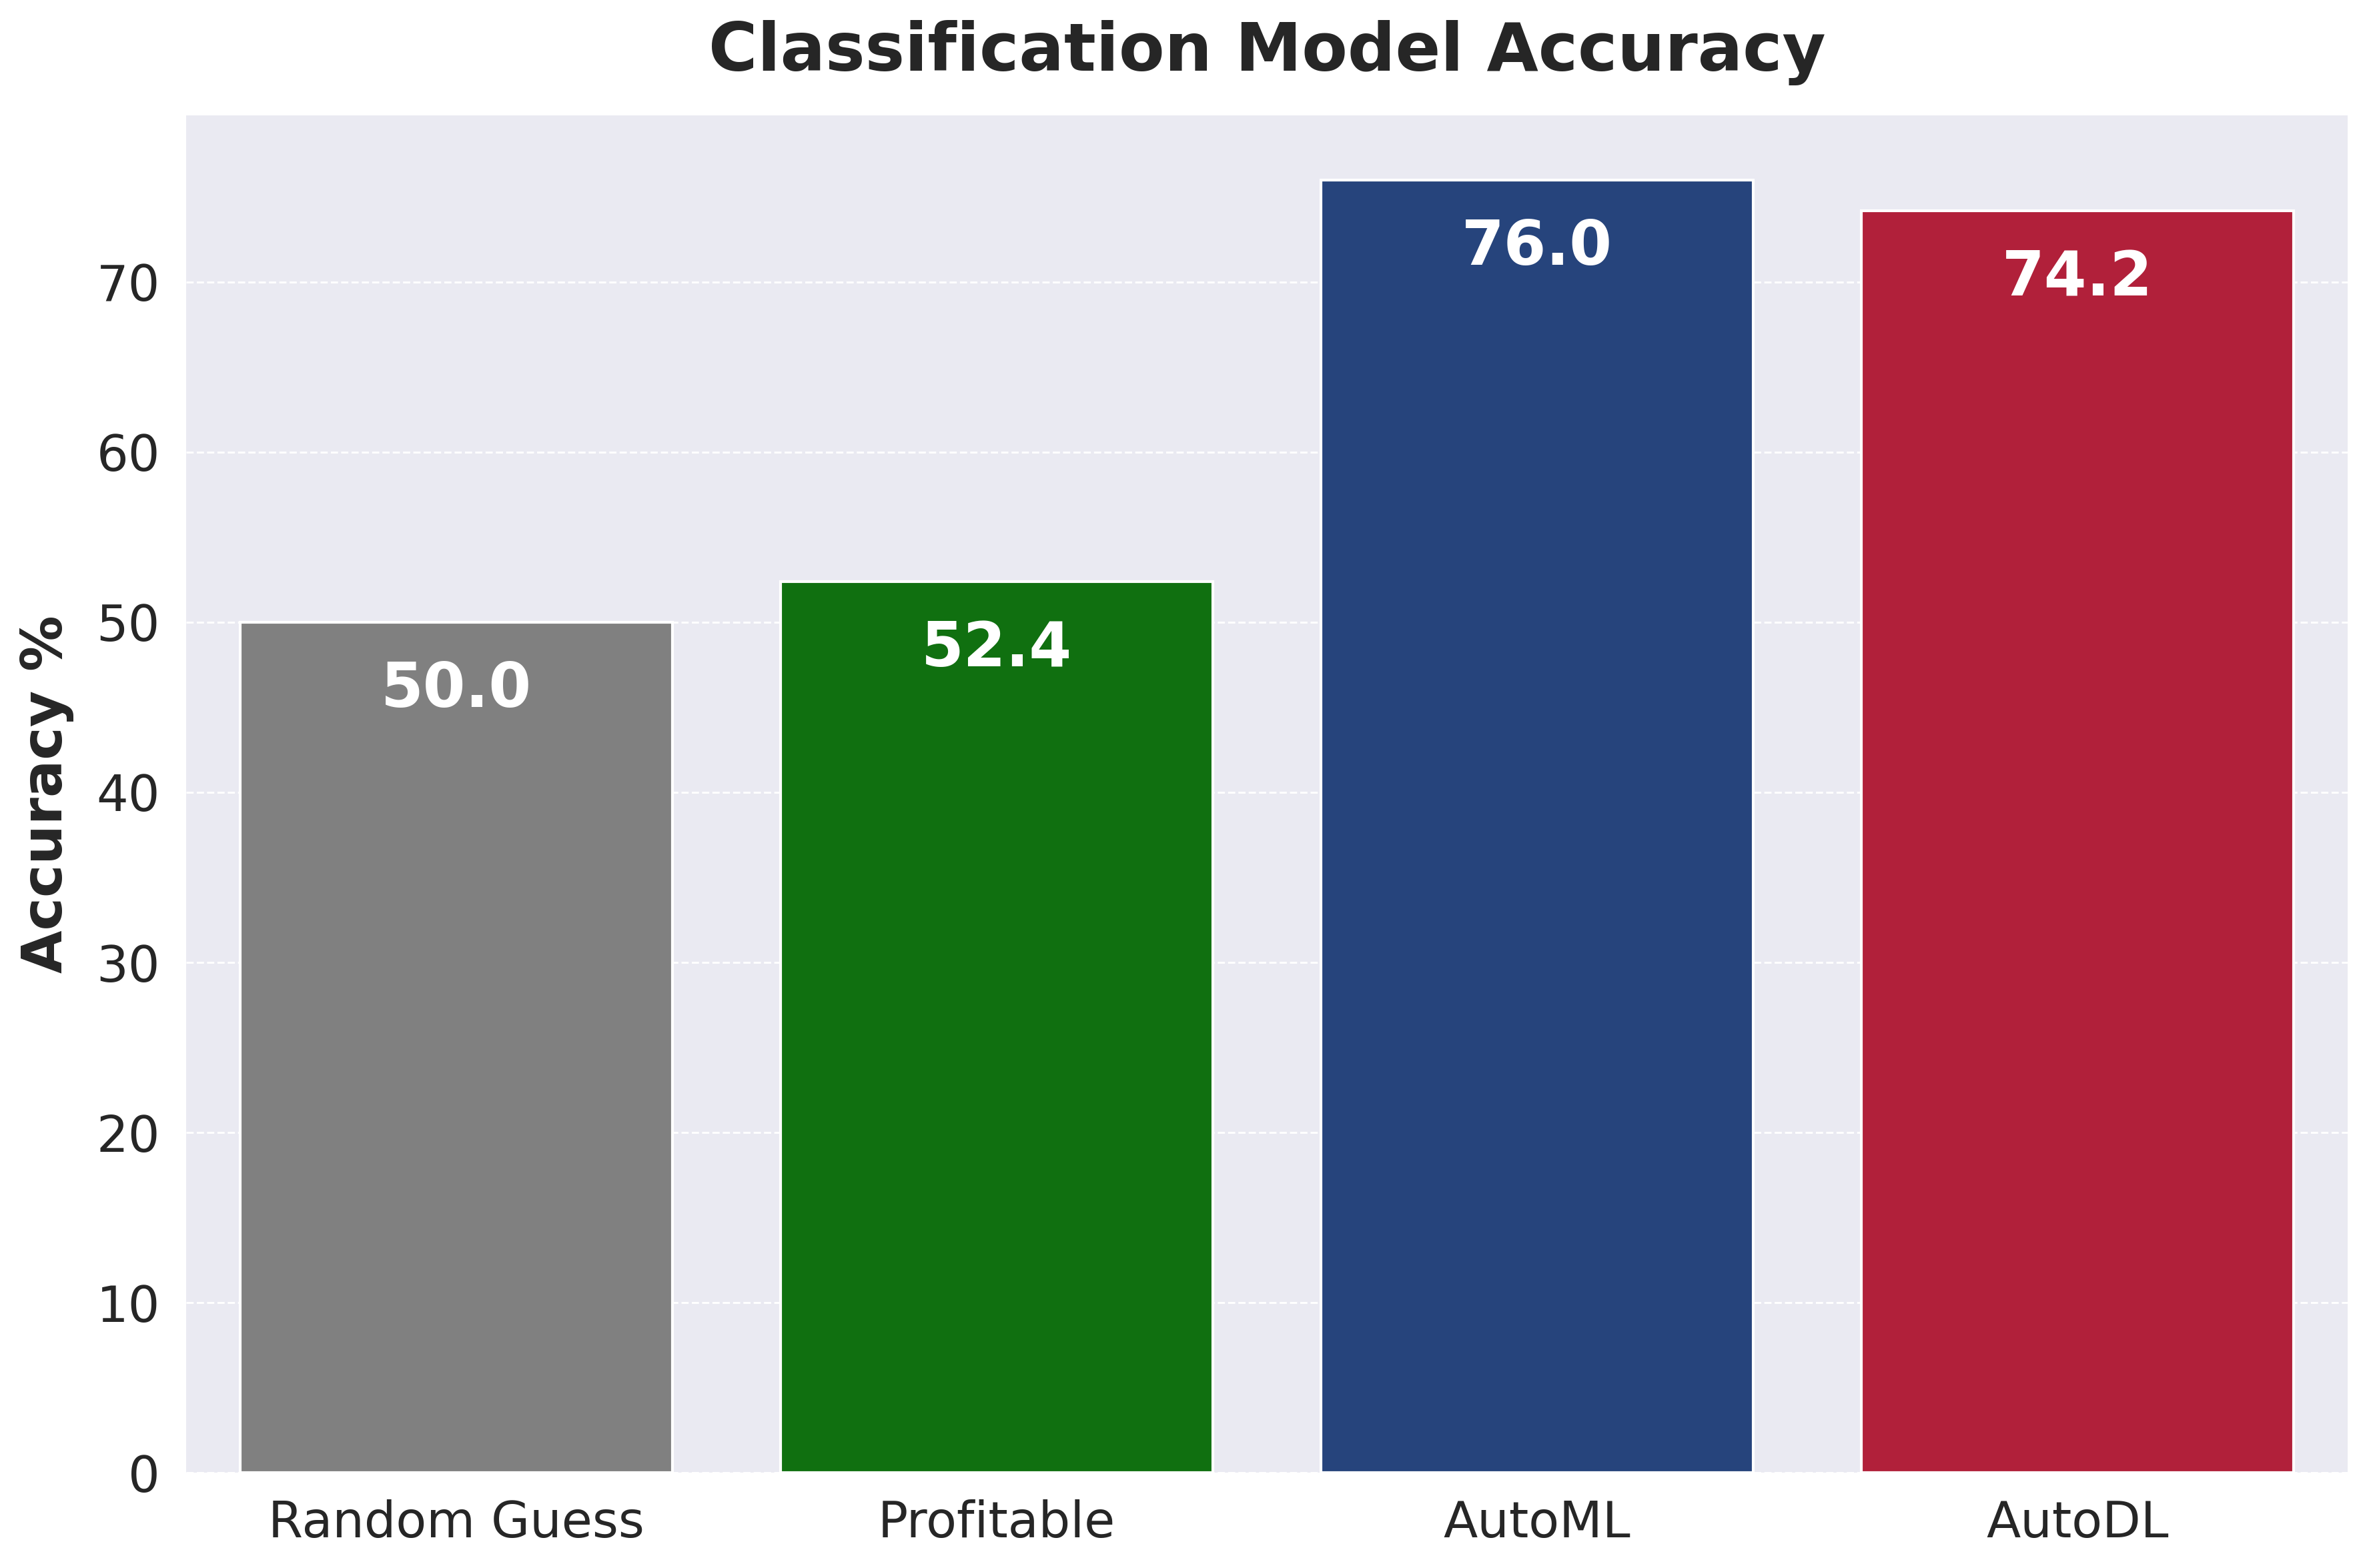 Classification Model Accuracy
Accuracy %
70
60
50
40
30
20
10
0
50.0
52.4
76.0
74.2
Random Guess
Profitable
AutoML
AutoDL